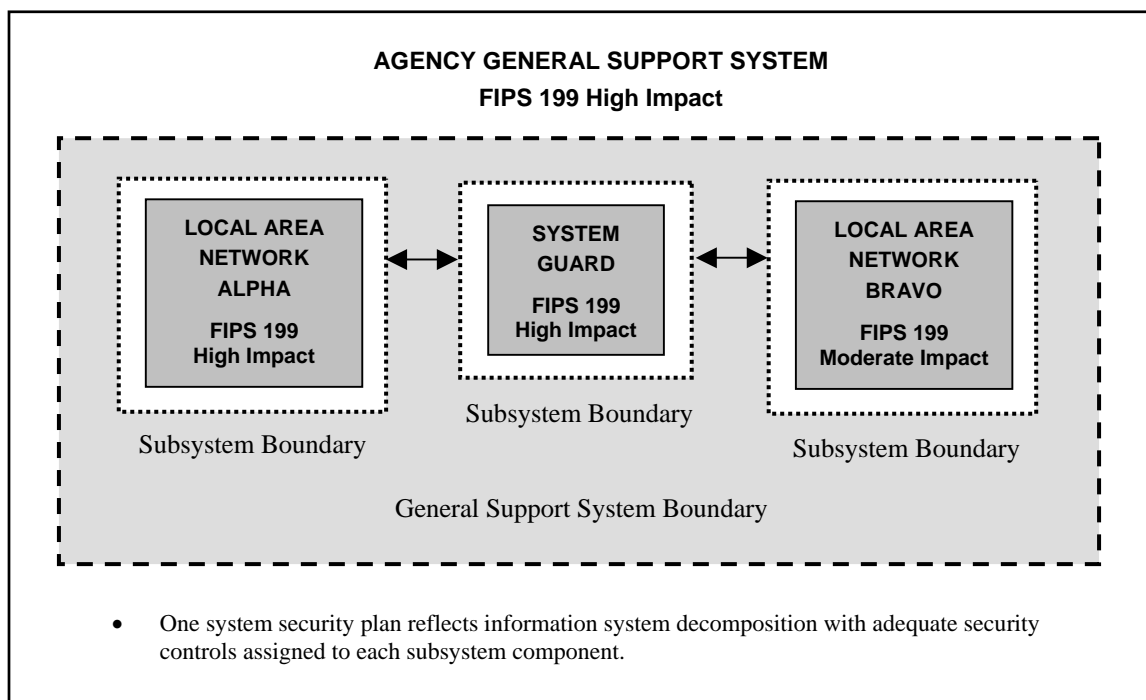 AGENCY GENERAL SUPPORT SYSTEM
FIPS 199 High Impact
LOCAL AREA
NETWORK
ALPHA
FIPS 199
High Impact
Subsystem Boundary
SYSTEM
GUARD
FIPS 199
High Impact
Subsystem Boundary
LOCAL AREA
NETWORK
BRAVO
FIPS 199
Moderate Impact
Subsystem Boundary
General Support System Boundary
• One system security plan reflects information system decomposition with adequate security
controls assigned to each subsystem component.